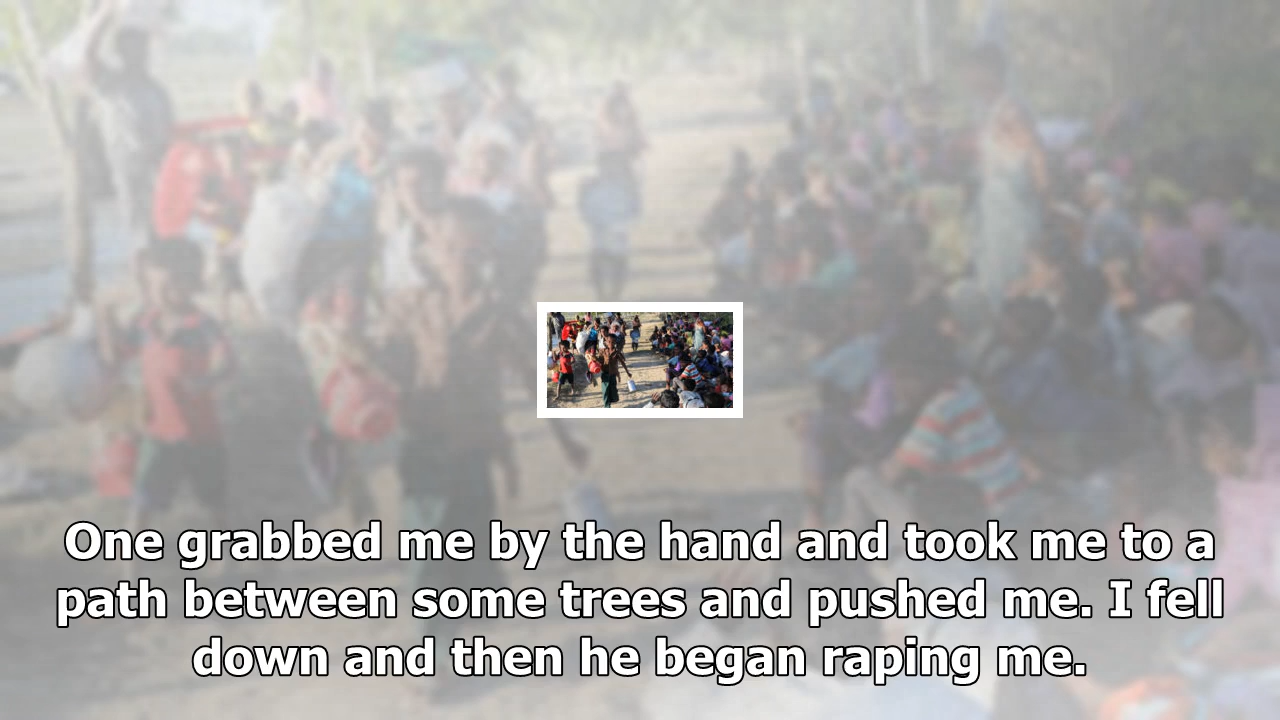 One grabbed me by the hand and took me to a
path between some trees and pushed me. I fell
down and then he began raping me.